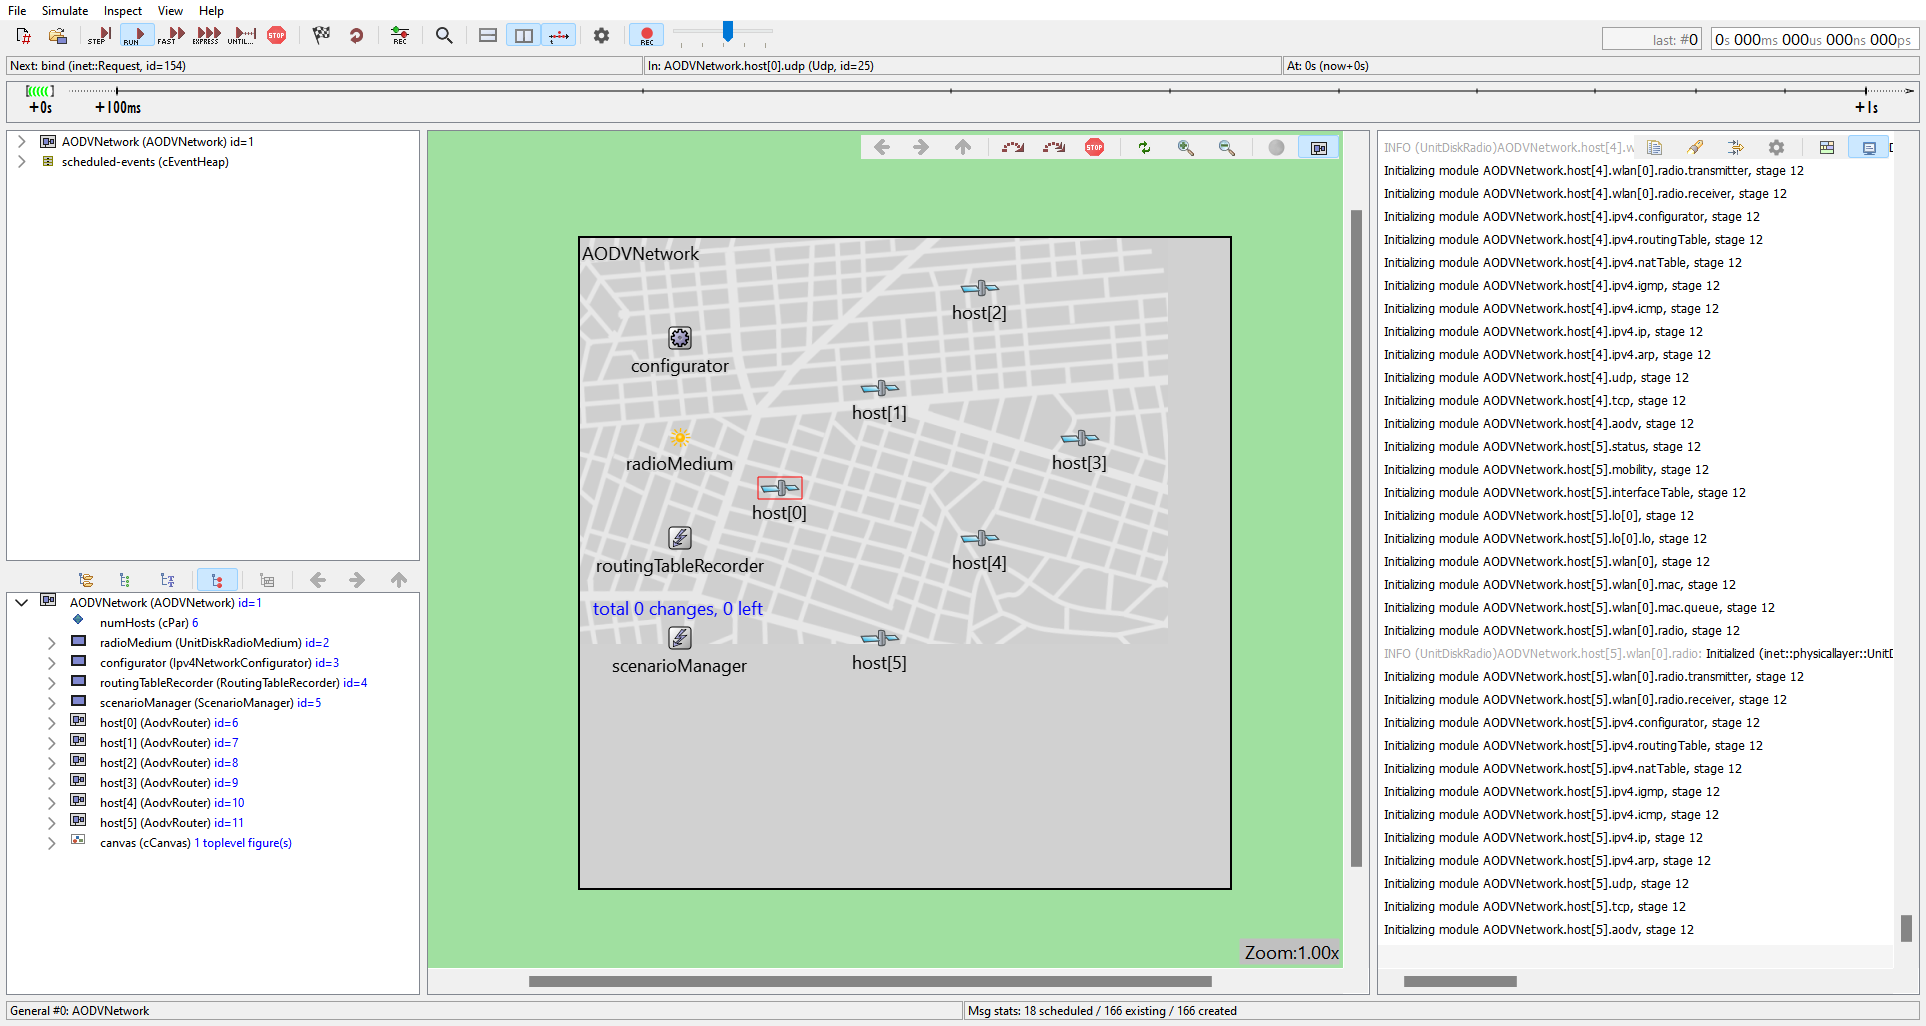 File Simulate Inspect View Help
STEP RUN FAST EXPRESS UNTIL... STOP REC REC
last: #0 0s 000ms 000us 000ns 000ps
Next: bind (inet::Request, id=154) In: AODVNetwork.host[0].udp (Udp, id=25) At: 0s (now+0s)
+0s +100ms +1s
AODVNetwork (AODVNetwork) id=1
scheduled-events (cEventHeap)
AODVNetwork (AODVNetwork) id=1
numHosts (cPar) 6
radioMedium (UnitDiskRadioMedium) id=2
configurator (Ipv4NetworkConfigurator) id=3
routingTableRecorder (RoutingTableRecorder) id=4
scenarioManager (ScenarioManager) id=5
host[0] (AodvRouter) id=6
host[1] (AodvRouter) id=7
host[2] (AodvRouter) id=8
host[3] (AodvRouter) id=9
host[4] (AodvRouter) id=10
host[5] (AodvRouter) id=11
canvas (cCanvas) 1 toplevel figure(s)
STOP
AODVNetwork
host[2]
configurator
host[1]
radioMedium
host[3]
host[0]
host[4]
routingTableRecorder
total 0 changes, 0 left
scenarioManager
host[5]
Zoom:1.00x
INFO (UnitDiskRadio)AODVNetwork.host[4].w
Initializing module AODVNetwork.host[4].wlan[0].radio.transmitter, stage 12
Initializing module AODVNetwork.host[4].wlan[0].radio.receiver, stage 12
Initializing module AODVNetwork.host[4].ipv4.configurator, stage 12
Initializing module AODVNetwork.host[4].ipv4.routingTable, stage 12
Initializing module AODVNetwork.host[4].ipv4.natTable, stage 12
Initializing module AODVNetwork.host[4].ipv4.igmp, stage 12
Initializing module AODVNetwork.host[4].ipv4.icmp, stage 12
Initializing module AODVNetwork.host[4].ipv4.ip, stage 12
Initializing module AODVNetwork.host[4].ipv4.arp, stage 12
Initializing module AODVNetwork.host[4].udp, stage 12
Initializing module AODVNetwork.host[4].tcp, stage 12
Initializing module AODVNetwork.host[4].aodv, stage 12
Initializing module AODVNetwork.host[5].status, stage 12
Initializing module AODVNetwork.host[5].mobility, stage 12
Initializing module AODVNetwork.host[5].interfaceTable, stage 12
Initializing module AODVNetwork.host[5].lo[0], stage 12
Initializing module AODVNetwork.host[5].lo[0].lo, stage 12
Initializing module AODVNetwork.host[5].wlan[0], stage 12
Initializing module AODVNetwork.host[5].wlan[0].mac, stage 12
Initializing module AODVNetwork.host[5].wlan[0].mac.queue, stage 12
Initializing module AODVNetwork.host[5].wlan[0].radio, stage 12
INFO (UnitDiskRadio)AODVNetwork.host[5].wlan[0].radio: Initialized (inet::physicallayer::UnitD
Initializing module AODVNetwork.host[5].wlan[0].radio.transmitter, stage 12
Initializing module AODVNetwork.host[5].wlan[0].radio.receiver, stage 12
Initializing module AODVNetwork.host[5].ipv4.configurator, stage 12
Initializing module AODVNetwork.host[5].ipv4.routingTable, stage 12
Initializing module AODVNetwork.host[5].ipv4.natTable, stage 12
Initializing module AODVNetwork.host[5].ipv4.igmp, stage 12
Initializing module AODVNetwork.host[5].ipv4.icmp, stage 12
Initializing module AODVNetwork.host[5].ipv4.ip, stage 12
Initializing module AODVNetwork.host[5].ipv4.arp, stage 12
Initializing module AODVNetwork.host[5].udp, stage 12
Initializing module AODVNetwork.host[5].tcp, stage 12
Initializing module AODVNetwork.host[5].aodv, stage 12
General #0: AODVNetwork Msg stats: 18 scheduled / 166 existing / 166 created